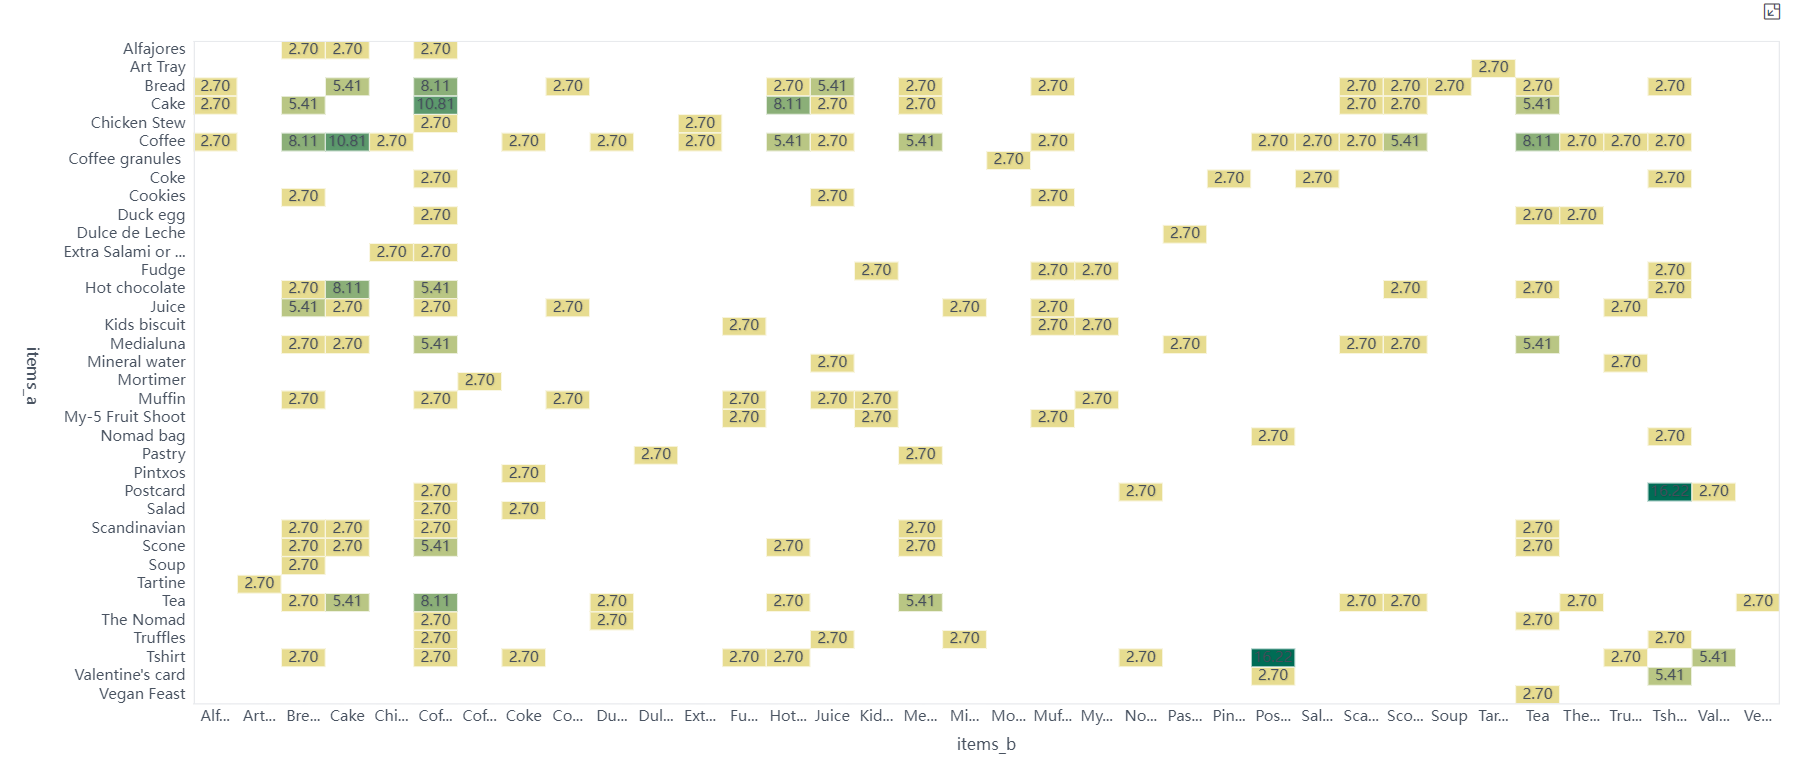 Alfajores 2.70 2.70 2.70
Art Tray 2.70
Bread 2.70 5.41 8.11 2.70 2.70 5.41 2.70 2.70 2.70 2.70 2.70 2.70 2.70
Cake 2.70 5.41 10.81 8.11 2.70 2.70 2.70 2.70 5.41
Chicken Stew 2.70 2.70
Coffee 2.70 8.11 10.81 2.70 2.70 2.70 2.70 5.41 2.70 5.41 2.70 2.70 2.70 2.70 5.41 8.11 2.70 2.70 2.70
Coffee granules 2.70
Coke 2.70 2.70 2.70 2.70
Cookies 2.70 2.70 2.70
Duck egg 2.70 2.70 2.70
Dulce de Leche 2.70
Extra Salami or ... 2.70 2.70
Fudge 2.70 2.70 2.70 2.70
Hot chocolate 2.70 8.11 5.41 2.70 2.70 2.70
Juice 5.41 2.70 2.70 2.70 2.70 2.70 2.70
Kids biscuit 2.70 2.70 2.70
Medialuna 2.70 2.70 5.41 2.70 2.70 2.70 5.41
Mineral water 2.70 2.70
Mortimer 2.70
Muffin 2.70 2.70 2.70 2.70 2.70 2.70 2.70
My-5 Fruit Shoot 2.70 2.70 2.70
Nomad bag 2.70 2.70
Pastry 2.70 2.70
Pintxos 2.70
Postcard 2.70 2.70 2.70
Salad 2.70 2.70
Scandinavian 2.70 2.70 2.70 2.70 2.70
Scone 2.70 2.70 5.41 2.70 2.70 2.70
Soup 2.70
Tartine 2.70
Tea 2.70 5.41 8.11 2.70 2.70 5.41 2.70 2.70 2.70 2.70
The Nomad 2.70 2.70 2.70
Truffles 2.70 2.70 2.70 2.70
Tshirt 2.70 2.70 2.70 2.70 2.70 2.70 2.70 5.41
Valentine's card 2.70 5.41
Vegan Feast 2.70
Alf... Art... Bre... Cake Chi... Cof... Cof... Coke Co... Du... Dul... Ext... Fu... Hot... Juice Kid... Me... Mi... Mo... Muf... My... No... Pas... Pin... Pos... Sal... Sca... Sco... Soup Tar... Tea The... Tru... Tsh... Val... Ve...
items_b
items_a